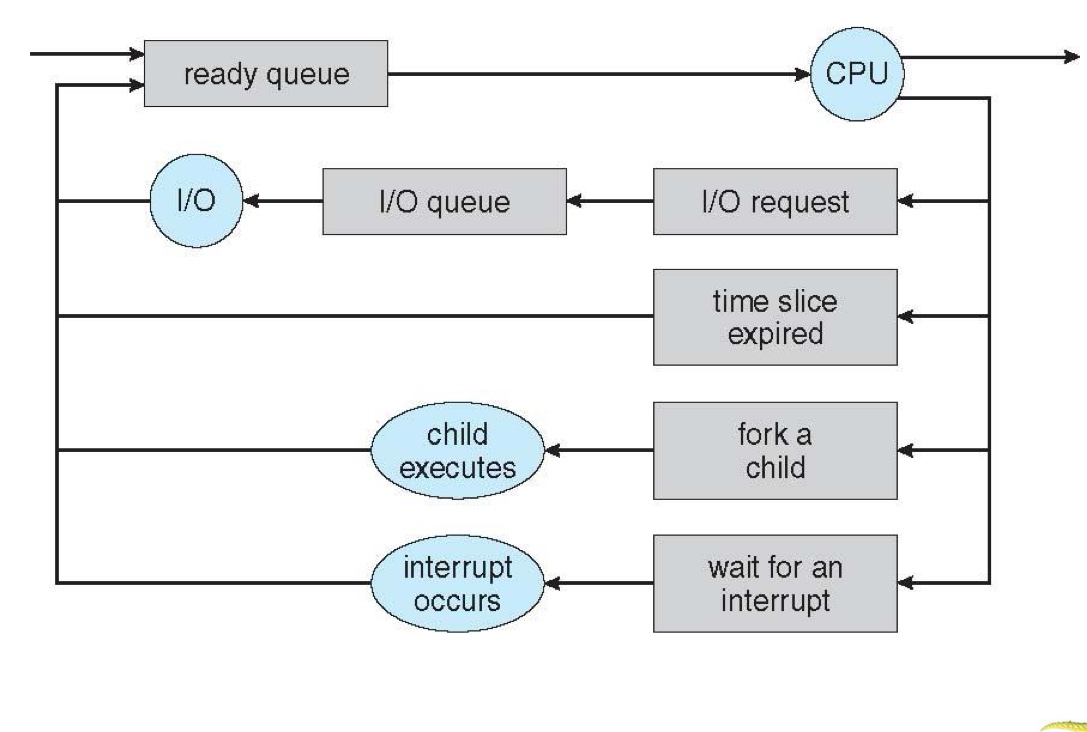 ready queue
CPU
I/O
I/O queue
I/O request
time slice
expired
child
executes
fork a
child
interrupt
occurs
wait for an
interrupt